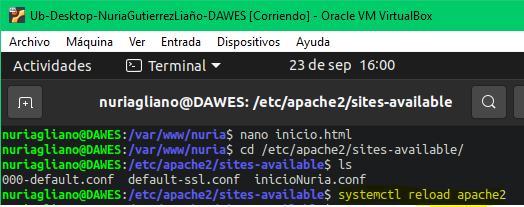 Ub-Desktop-NuriaGutierrezLiaño-DAWES [Corriendo] - Oracle VM VirtualBox
Archivo Máquina Ver Entrada Dispositivos Ayuda
Actividades Terminal 23 de sep 16:00
nuriagliano@DAWES: /etc/apache2/sites-available
nuriagliano@DAWES:/var/www/nuria$ nano inicio.html
nuriagliano@DAWES:/var/www/nuria$ cd /etc/apache2/sites-available/
nuriagliano@DAWES:/etc/apache2/sites-available$ ls
000-default.conf default-ssl.conf inicioNuria.conf
nuriagliano@DAWES:/etc/apache2/sites-available$ systemctl reload apache2